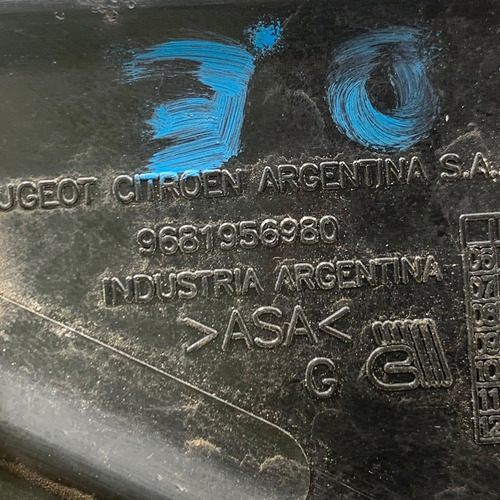 3.0
UGEOT CITROEN ARGENTINA S.A.
9681956980
INDUSTRIA ARGENTINA
>ASA<
G